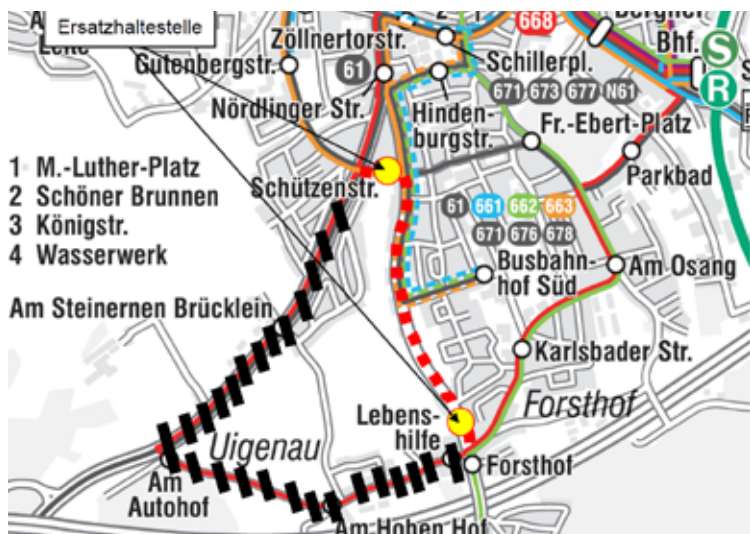 Ersatzhaltestelle
Leite
Gutenbergstr.
Zöllnertorstr.
61
Nördlinger Str.
2
1
668
Schillerpl.
671 673 677 N61
Hinden-
burgstr.
Fr.-Ebert-Platz
Bhf.
S
R
Parkbad
1 M.-Luther-Platz
2 Schöner Brunnen
3 Königstr.
4 Wasserwerk
Schützenstr.
61 661 662 663
671 676 678
Busbahn-
hof Süd
Am Osang
Am Steinernen Brücklein
Karlsbader Str.
Lebens-
hilfe
Forsthof
Uigenau
Am
Autohof
Forsthof
Am Hohen Hof